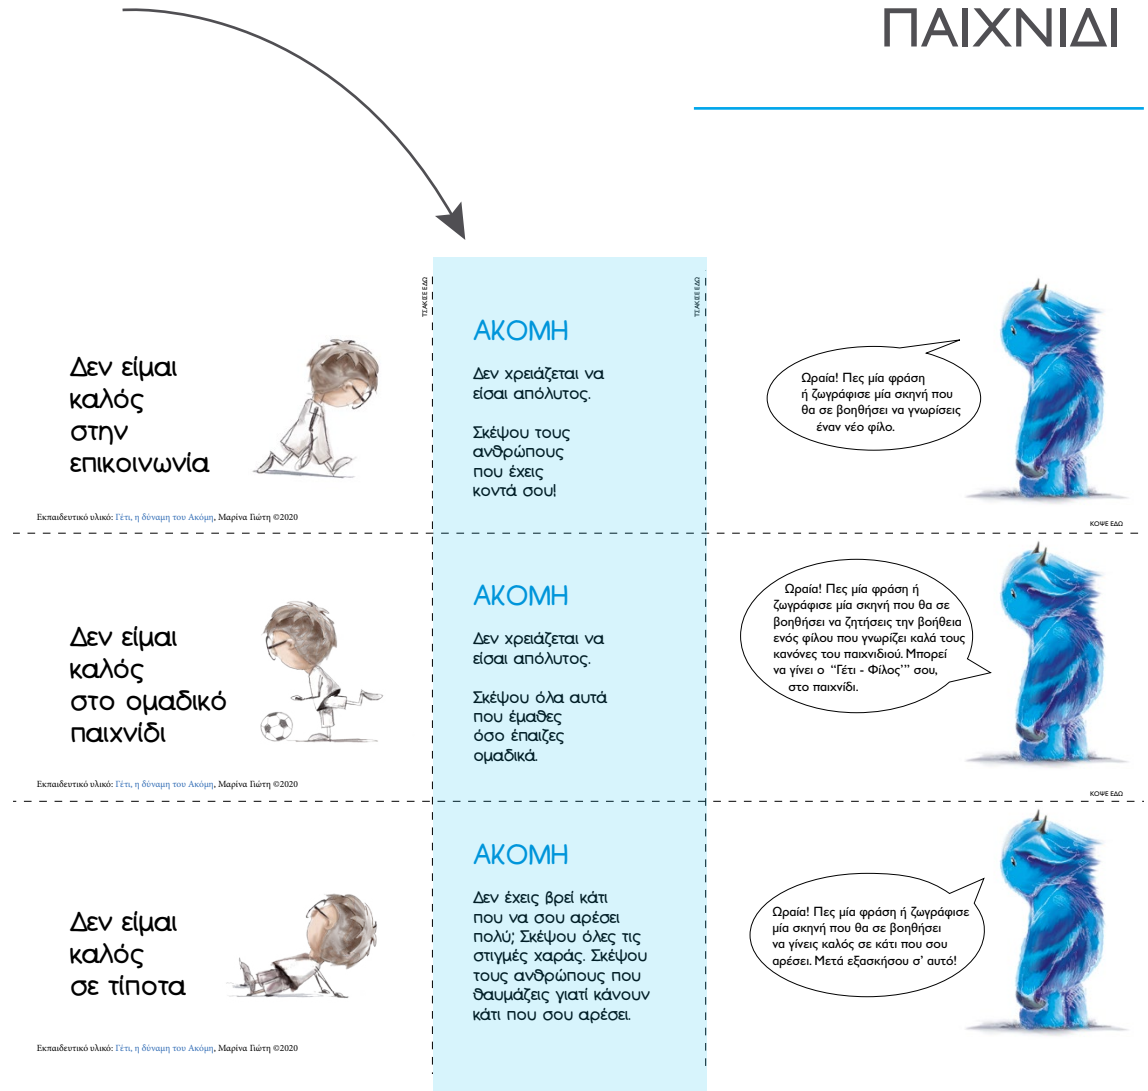 ΠΑΙΧΝΙΔΙ
ΤΣΑΚΙΣΕ ΕΔΩ
ΤΣΑΚΙΣΕ ΕΔΩ
Δεν είμαι
καλός
στην
επικοινωνία
Εκπαιδευτικό υλικό: Γέτι, η δύναμη του Ακόμη, Μαρίνα Γιώτη ©2020
ΑΚΟΜΗ
Δεν χρειάζεται να
είσαι απόλυτος.
Σκέψου τους
ανθρώπους
που έχεις
κοντά σου!
Ωραία! Πες μία φράση
ή ζωγράφισε μία σκηνή που
θα σε βοηθήσει να γνωρίσεις
έναν νέο φίλο.
ΚΟΨΕ ΕΔΩ
Δεν είμαι
καλός
στο ομαδικό
παιχνίδι
Εκπαιδευτικό υλικό: Γέτι, η δύναμη του Ακόμη, Μαρίνα Γιώτη ©2020
ΑΚΟΜΗ
Δεν χρειάζεται να
είσαι απόλυτος.
Σκέψου όλα αυτά
που έμαθες
όσο έπαιζες
ομαδικά.
Ωραία! Πες μία φράση ή
ζωγράφισε μία σκηνή που θα σε
βοηθήσει να ζητήσεις την βοήθεια
ενός φίλου που γνωρίζει καλά τους
κανόνες του παιχνιδιού. Μπορεί
να γίνει ο “Γέτι - Φίλος’” σου,
στο παιχνίδι.
ΚΟΨΕ ΕΔΩ
Δεν είμαι
καλός
σε τίποτα
Εκπαιδευτικό υλικό: Γέτι, η δύναμη του Ακόμη, Μαρίνα Γιώτη ©2020
ΑΚΟΜΗ
Δεν έχεις βρεί κάτι
που να σου αρέσει
πολύ; Σκέψου όλες τις
στιγμές χαράς. Σκέψου
τους ανθρώπους που
θαυμάζεις γιατί κάνουν
κάτι που σου αρέσει.
Ωραία! Πες μία φράση ή ζωγράφισε
μία σκηνή που θα σε βοηθήσει
να γίνεις καλός σε κάτι που σου
αρέσει. Μετά εξασκήσου σ’ αυτό!